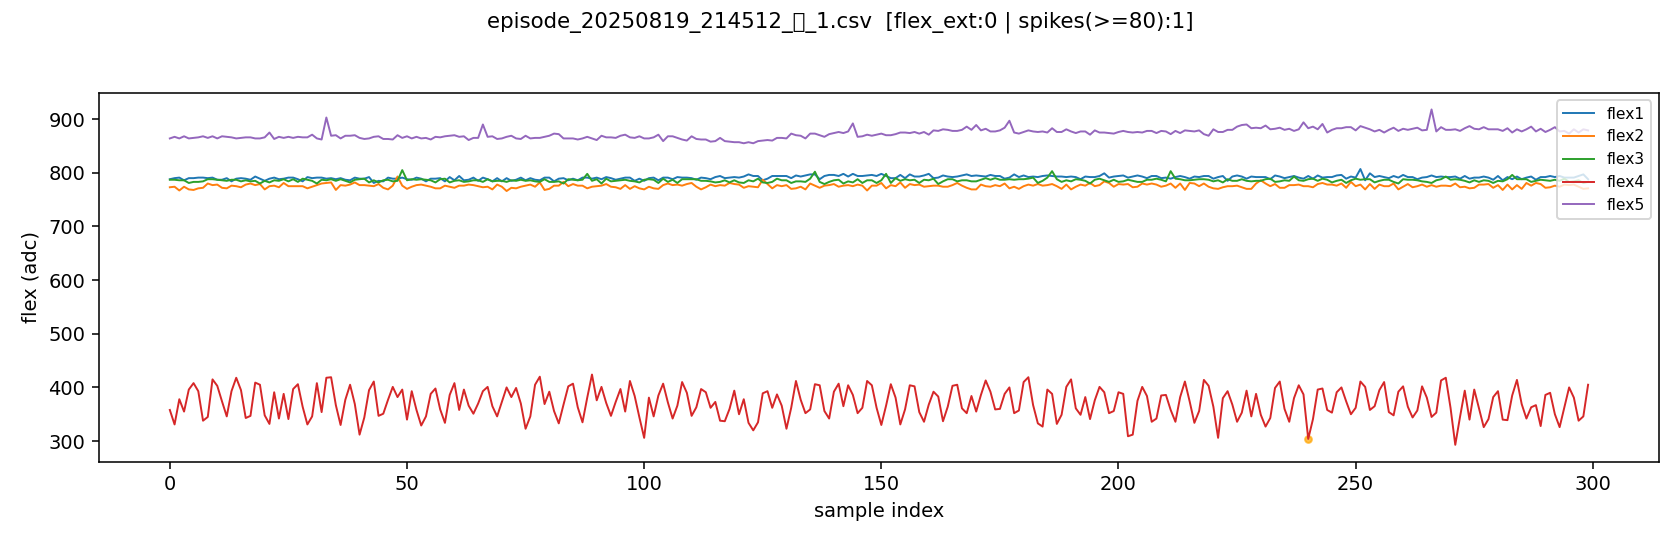 episode_20250819_214512_▯_1.csv [flex_ext:0 | spikes(>=80):1]
flex (adc)
900
800
700
600
500
400
300
flex1
flex2
flex3
flex4
flex5
0
50
100
150
200
250
300
sample index